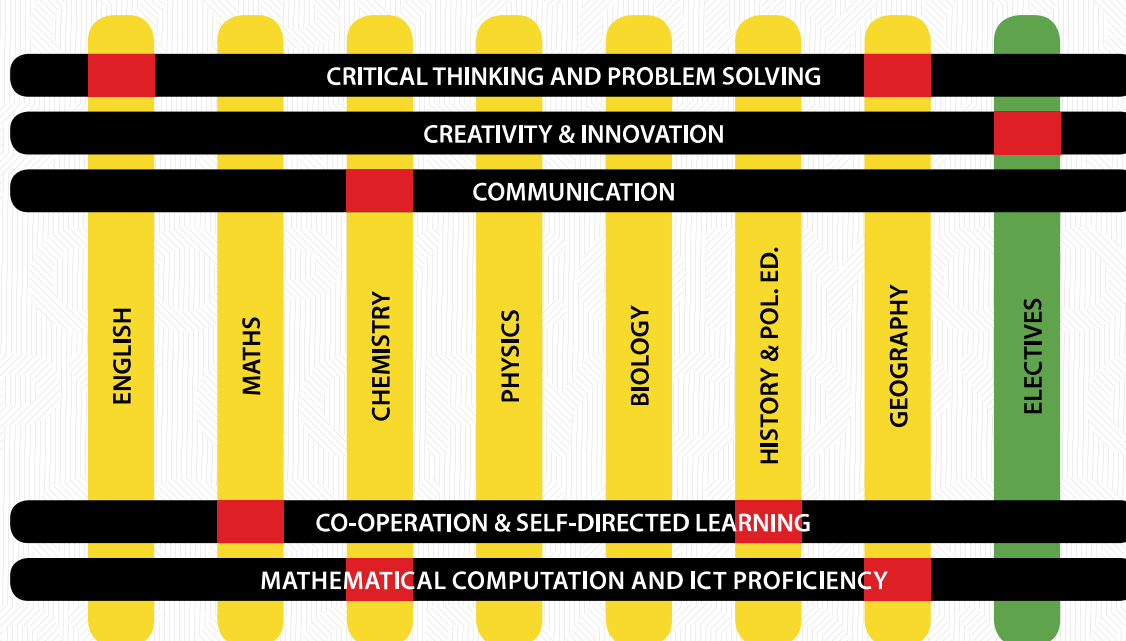 CRITICAL THINKING AND PROBLEM SOLVING
CREATIVITY & INNOVATION
COMMUNICATION
ENGLISH
MATHS
CHEMISTRY
PHYSICS
BIOLOGY
HISTORY & POL. ED.
GEOGRAPHY
ELECTIVES
CO-OPERATION & SELF-DIRECTED LEARNING
MATHEMATICAL COMPUTATION AND ICT PROFICIENCY